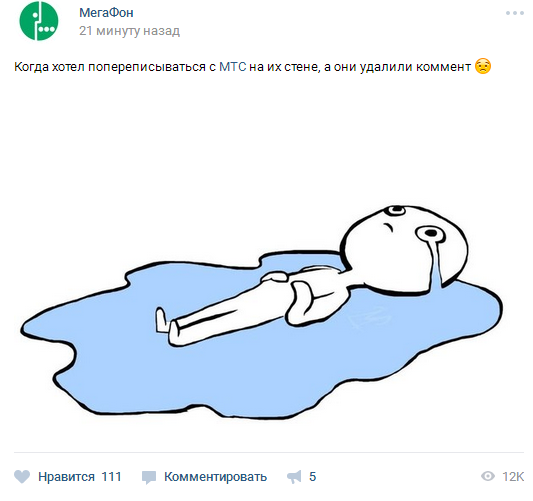 МегаФон
21 минуту назад
Когда хотел попереписываться с МТС на их стене, а они удалили коммент
Нравится 111 Комментировать 5 12K